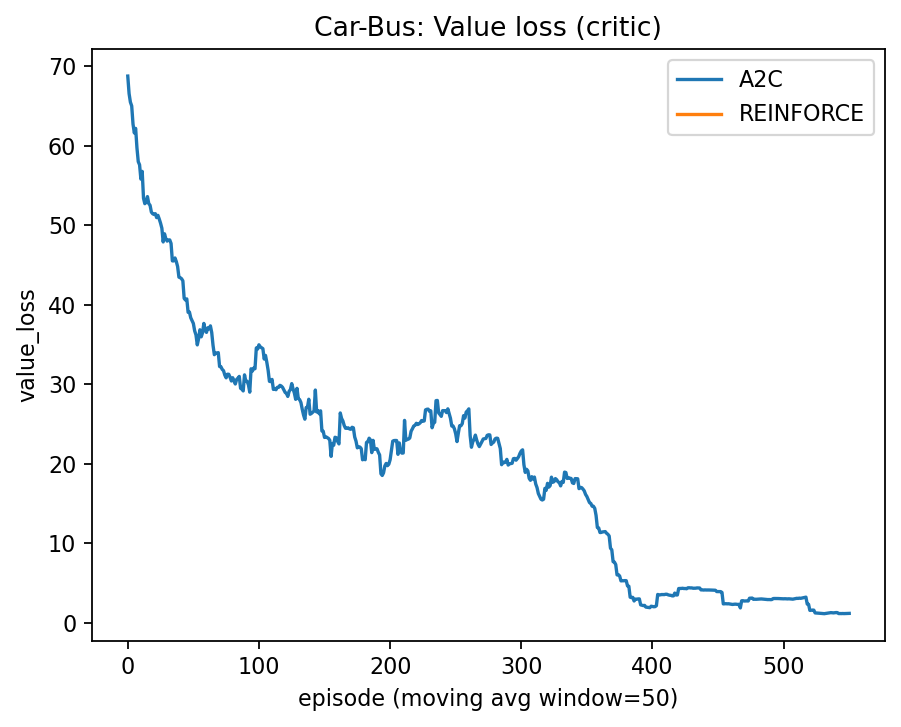 Car-Bus: Value loss (critic)
A2C
REINFORCE
value_loss
70
60
50
40
30
20
10
0
0 100 200 300 400 500
episode (moving avg window=50)